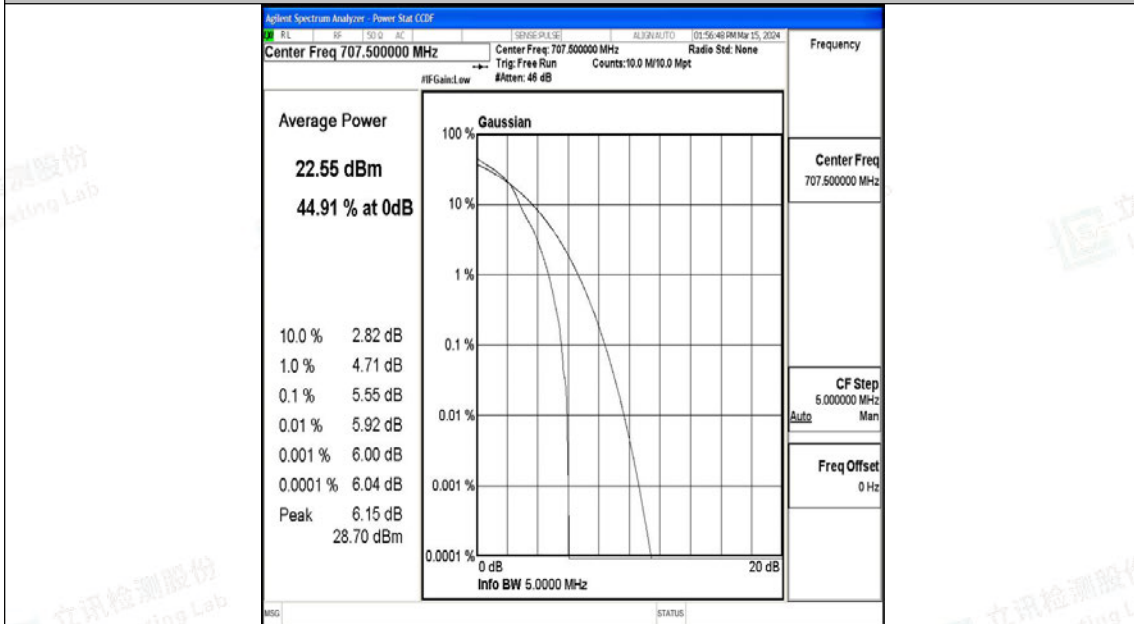 Agilent Spectrum Analyzer - Power Stat CCDF
RL RF 50 Ω AC SENSE:PULSE ALIGN AUTO 01:56:48 PM Mar 15, 2024
Center Freq 707.500000 MHz
Center Freq: 707.500000 MHz Radio Std: None
Trig: Free Run Counts:10.0 M/10.0 Mpt
#IFGain:Low #Atten: 46 dB
Frequency
Average Power
22.55 dBm
44.91 % at 0dB
10.0 % 2.82 dB
1.0 % 4.71 dB
0.1 % 5.55 dB
0.01 % 5.92 dB
0.001 % 6.00 dB
0.0001 % 6.04 dB
Peak 6.15 dB
28.70 dBm
Gaussian
100 %
10 %
1 %
0.1 %
0.01 %
0.001 %
0.0001 %
0 dB 20 dB
Info BW 5.0000 MHz
Center Freq
707.500000 MHz
CF Step
5.000000 MHz
Auto Man
Freq Offset
0 Hz
MSG STATUS
立讯检测股份